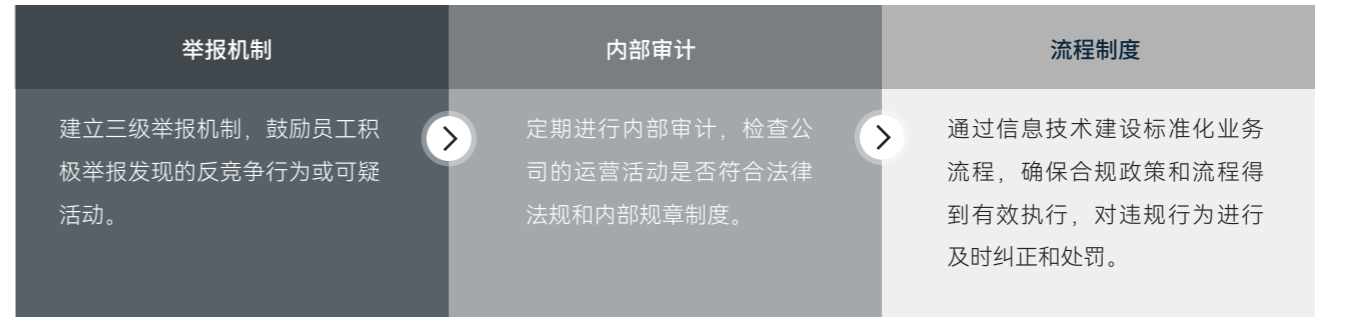 举报机制
建立三级举报机制，鼓励员工积
极举报发现的反竞争行为或可疑
活动。
内部审计
定期进行内部审计，检查公
司的运营活动是否符合法律
法规和内部规章制度。
流程制度
通过信息技术建设标准化业务
流程，确保合规政策和流程得
到有效执行，对违规行为进行
及时纠正和处罚。